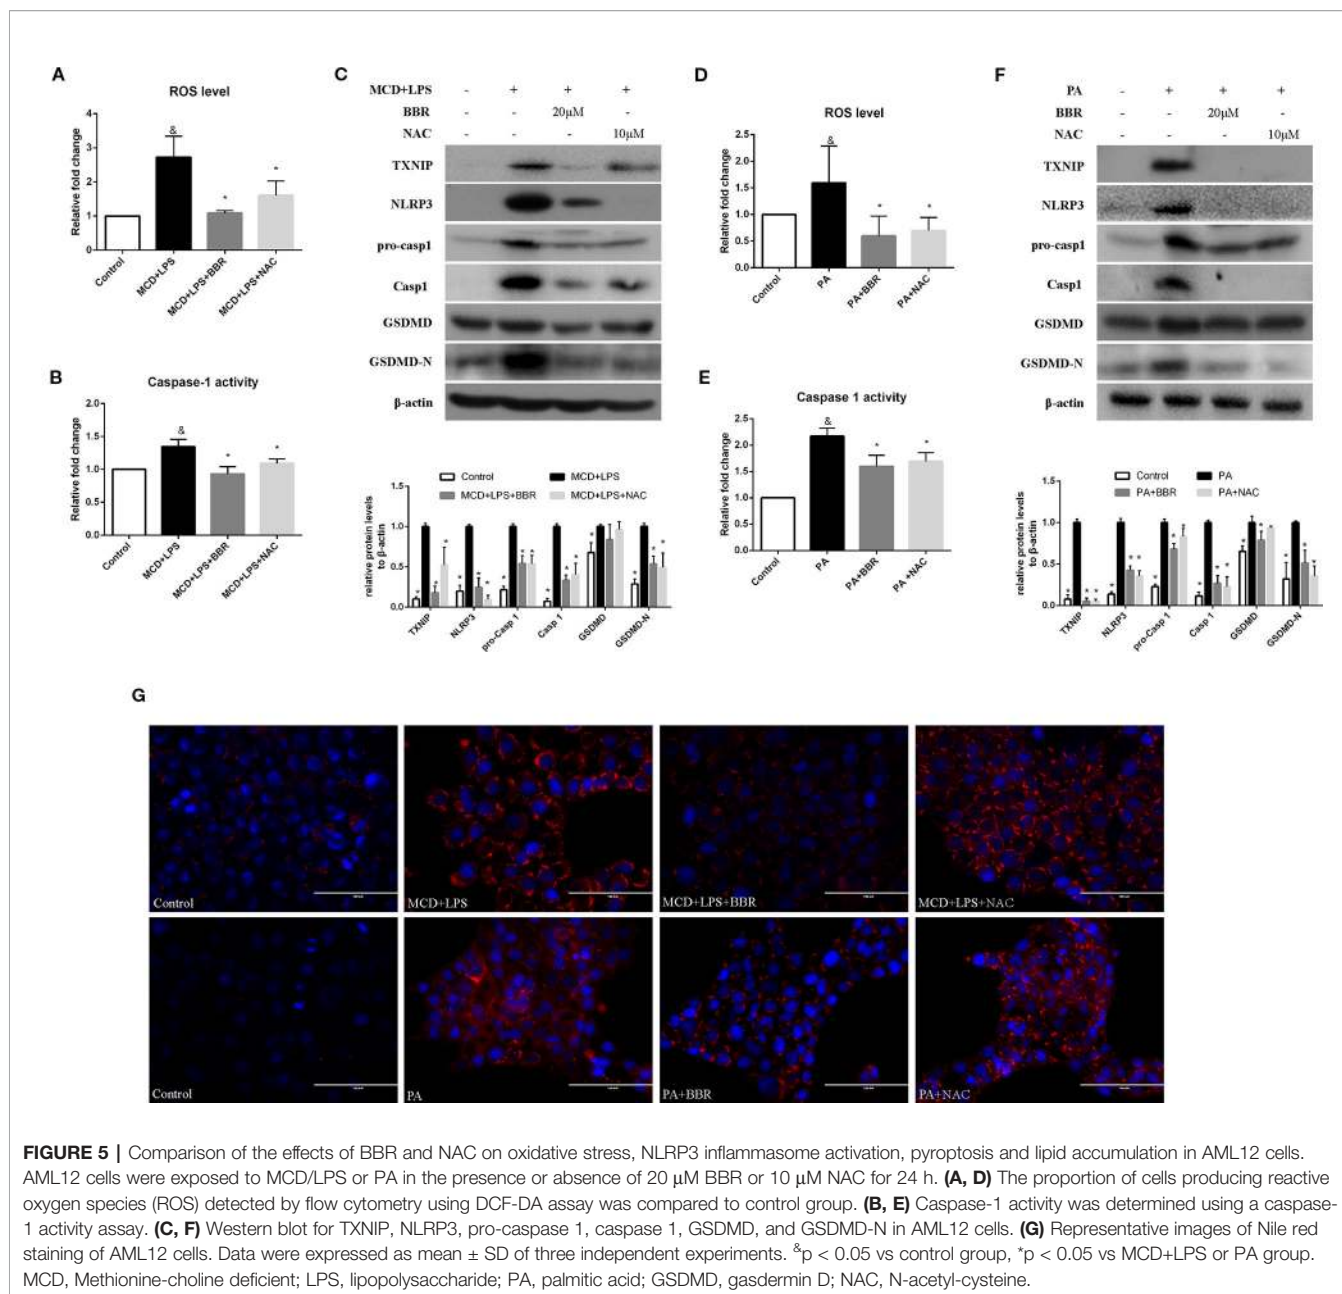 A
ROS level
Relative fold change
4
3
2
1
0
&
*
*
Control
MCD+LPS
MCD+LPS+BBR
MCD+LPS+NAC
B
Caspase-1 activity
Relative fold change
2.0
1.5
1.0
0.5
0.0
&
*
*
Control
MCD+LPS
MCD+LPS+BBR
MCD+LPS+NAC
C
MCD+LPS - + + +
BBR - - 20μM -
NAC - - - 10μM
TXNIP
NLRP3
pro-casp1
Casp1
GSDMD
GSDMD-N
β-actin
Control MCD+LPS
MCD+LPS+BBR MCD+LPS+NAC
relative protein levels
to β-actin
1.0
0.5
0.0
TXNIP
NLRP3
pro-Casp 1
Casp 1
GSDMD
GSDMD-N
D
ROS level
Relative fold change
2.5
2.0
1.5
1.0
0.5
0.0
&
*
*
Control
PA
PA+BBR
PA+NAC
E
Caspase 1 activity
Relative fold change
2.5
2.0
1.5
1.0
0.5
0.0
&
*
*
Control
PA
PA+BBR
PA+NAC
F
PA - + + +
BBR - - 20μM -
NAC - - - 10μM
TXNIP
NLRP3
pro-casp1
Casp1
GSDMD
GSDMD-N
β-actin
Control PA
PA+BBR PA+NAC
relative protein levels
to β-actin
1.5
1.0
0.5
0.0
TXNIP
NLRP3
pro-Casp 1
Casp 1
GSDMD
GSDMD-N
G
Control
MCD+LPS
MCD+LPS+BBR
MCD+LPS+NAC
Control
PA
PA+BBR
PA+NAC
FIGURE 5 | Comparison of the effects of BBR and NAC on oxidative stress, NLRP3 inflammasome activation, pyroptosis and lipid accumulation in AML12 cells.
AML12 cells were exposed to MCD/LPS or PA in the presence or absence of 20 μM BBR or 10 μM NAC for 24 h. (A, D) The proportion of cells producing reactive
oxygen species (ROS) detected by flow cytometry using DCF-DA assay was compared to control group. (B, E) Caspase-1 activity was determined using a caspase-
1 activity assay. (C, F) Western blot for TXNIP, NLRP3, pro-caspase 1, caspase 1, GSDMD, and GSDMD-N in AML12 cells. (G) Representative images of Nile red
staining of AML12 cells. Data were expressed as mean ± SD of three independent experiments. &p < 0.05 vs control group, *p < 0.05 vs MCD+LPS or PA group.
MCD, Methionine-choline deficient; LPS, lipopolysaccharide; PA, palmitic acid; GSDMD, gasdermin D; NAC, N-acetyl-cysteine.